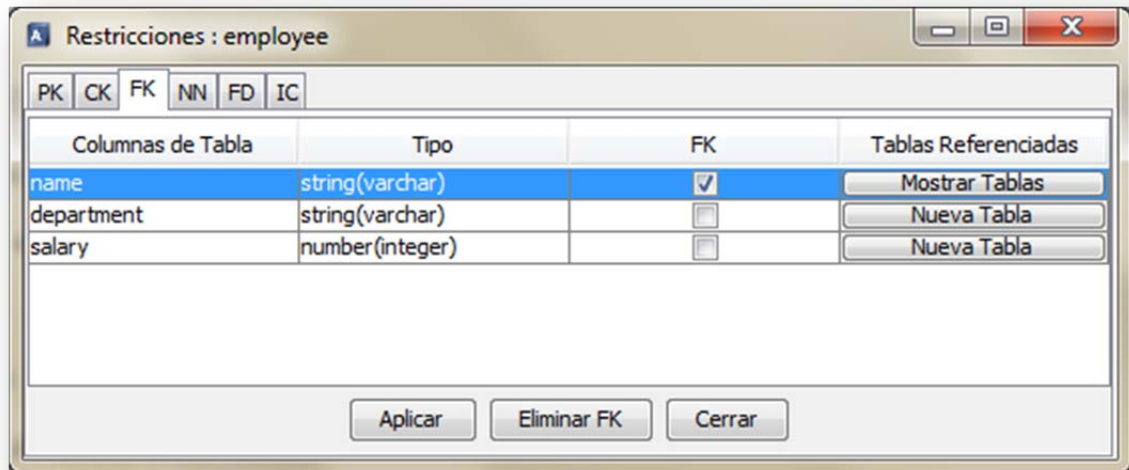 Restricciones : employee
PK CK FK NN FD IC
Columnas de Tabla Tipo FK Tablas Referenciadas
name string(varchar) Mostrar Tablas
department string(varchar) Nueva Tabla
salary number(integer) Nueva Tabla
Aplicar Eliminar FK Cerrar